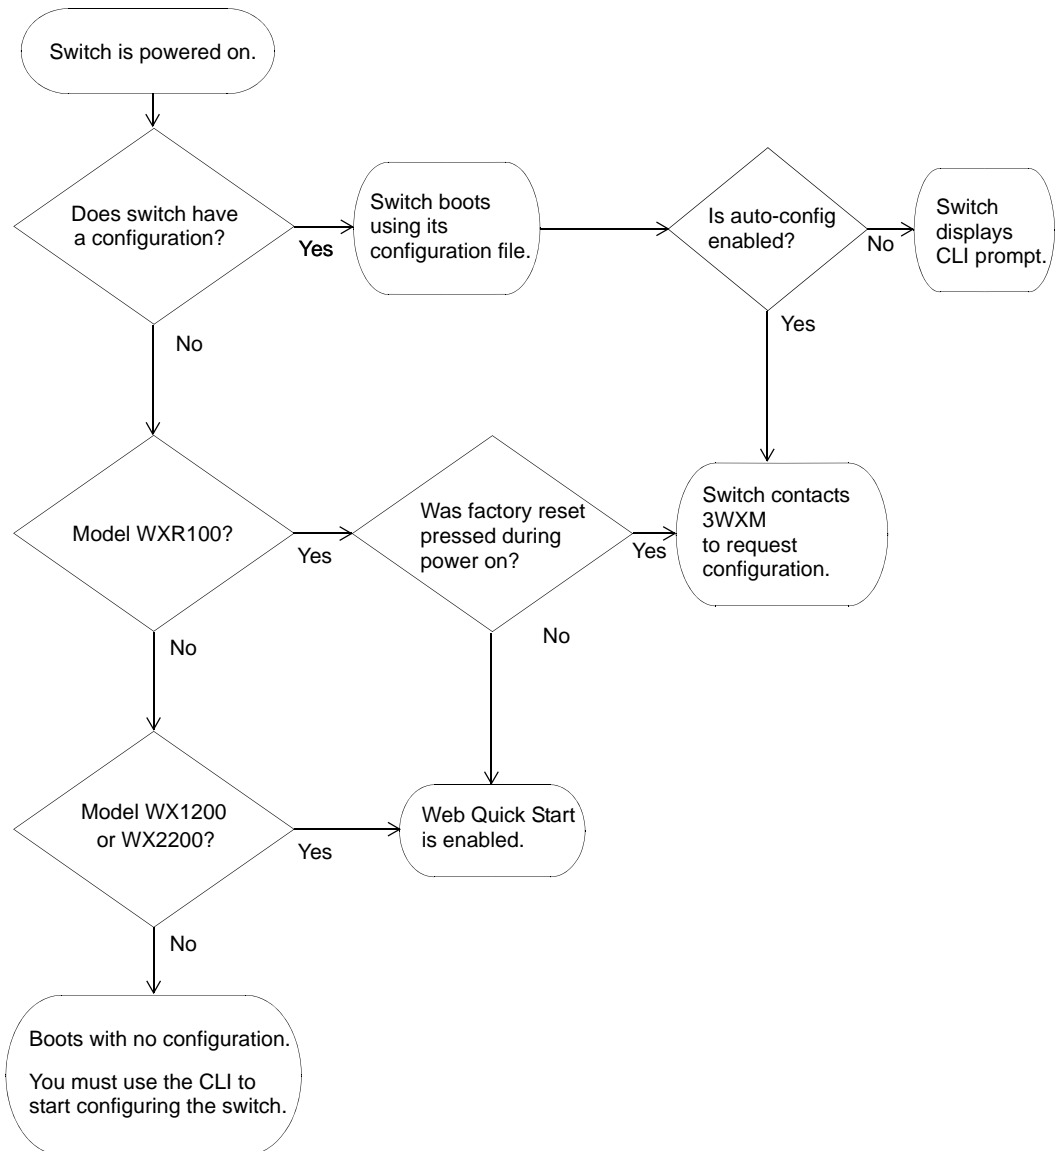 Switch is powered on.
Does switch have
a configuration?
Yes
Switch boots
using its
configuration file.
Is auto-config
enabled?
No
Switch
displays
CLI prompt.
No
Yes
Model WXR100?
Yes
Was factory reset
pressed during
power on?
Yes
Switch contacts
3WXM
to request
configuration.
No
No
Model WX1200
or WX2200?
Yes
Web Quick Start
is enabled.
No
Boots with no configuration.
You must use the CLI to
start configuring the switch.